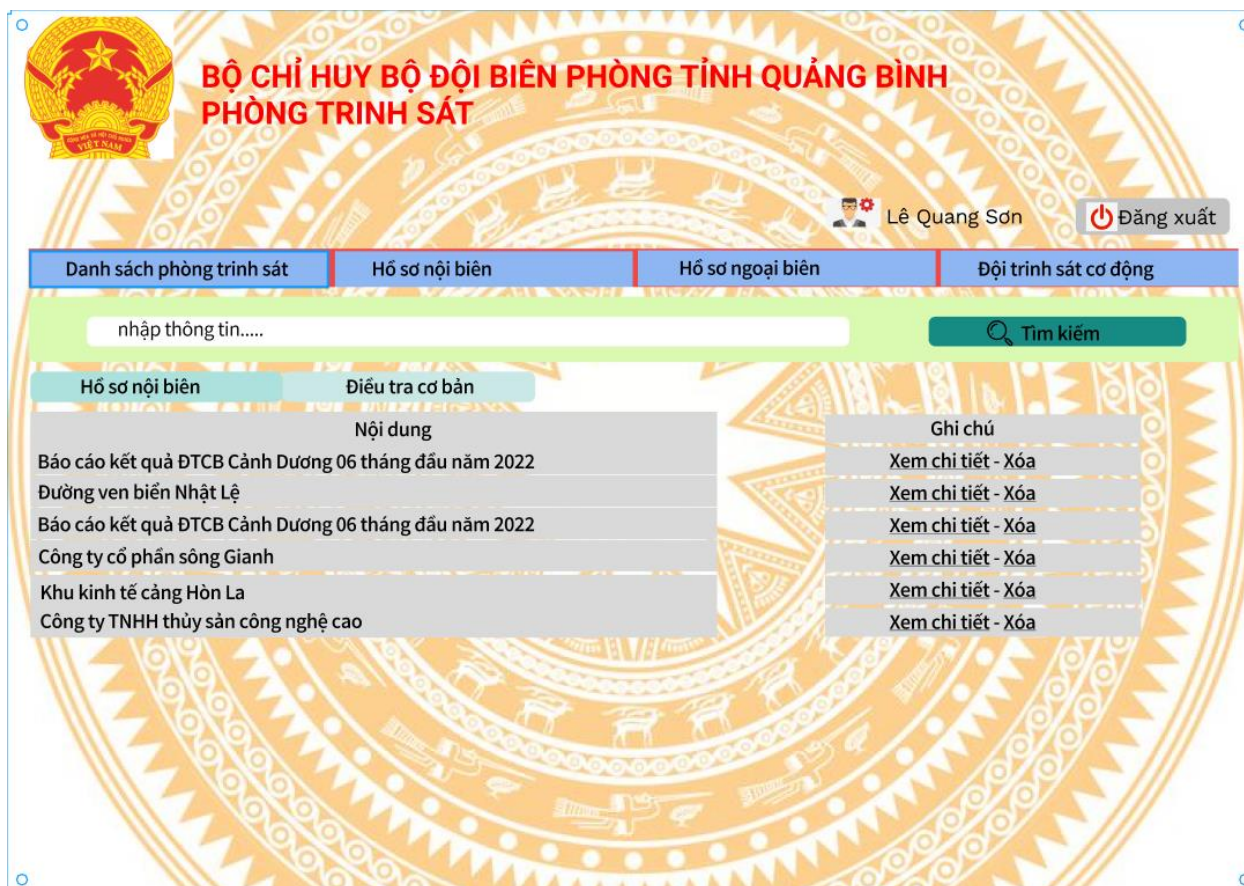 BỘ CHỈ HUY BỘ ĐỘI BIÊN PHÒNG TỈNH QUẢNG BÌNH
PHÒNG TRINH SÁT
VIỆT NAM
Lê Quang Sơn
Đăng xuất
Danh sách phòng trinh sát
Hồ sơ nội biên
Hồ sơ ngoại biên
Đội trinh sát cơ động
nhập thông tin.....
Tìm kiếm
Hồ sơ nội biên
Điều tra cơ bản
Nội dung
Ghi chú
Báo cáo kết quả ĐTCB Cảnh Dương 06 tháng đầu năm 2022
Xem chi tiết - Xóa
Đường ven biển Nhật Lệ
Xem chi tiết - Xóa
Báo cáo kết quả ĐTCB Cảnh Dương 06 tháng đầu năm 2022
Xem chi tiết - Xóa
Công ty cổ phần sông Gianh
Xem chi tiết - Xóa
Khu kinh tế cảng Hòn La
Xem chi tiết - Xóa
Công ty TNHH thủy sản công nghệ cao
Xem chi tiết - Xóa